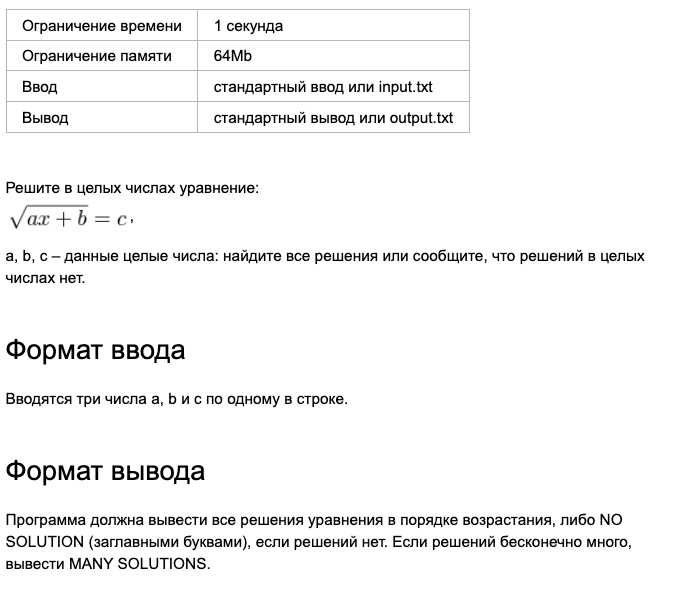 Ограничение времени 1 секунда
Ограничение памяти 64Mb
Ввод стандартный ввод или input.txt
Вывод стандартный вывод или output.txt
Решите в целых числах уравнение:
√(ax + b) = c,
a, b, c – данные целые числа: найдите все решения или сообщите, что решений в целых
числах нет.
Формат ввода
Вводятся три числа a, b и c по одному в строке.
Формат вывода
Программа должна вывести все решения уравнения в порядке возрастания, либо NO
SOLUTION (заглавными буквами), если решений нет. Если решений бесконечно много,
вывести MANY SOLUTIONS.